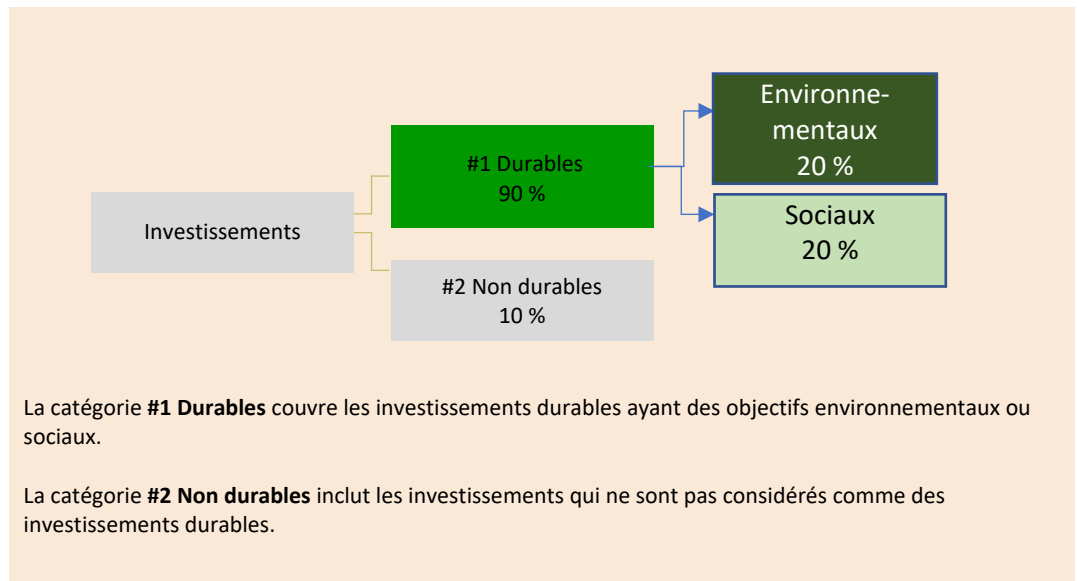 Environne-
mentaux
20 %
#1 Durables
90 %
Sociaux
20 %
Investissements
#2 Non durables
10 %
La catégorie #1 Durables couvre les investissements durables ayant des objectifs environnementaux ou
sociaux.
La catégorie #2 Non durables inclut les investissements qui ne sont pas considérés comme des
investissements durables.